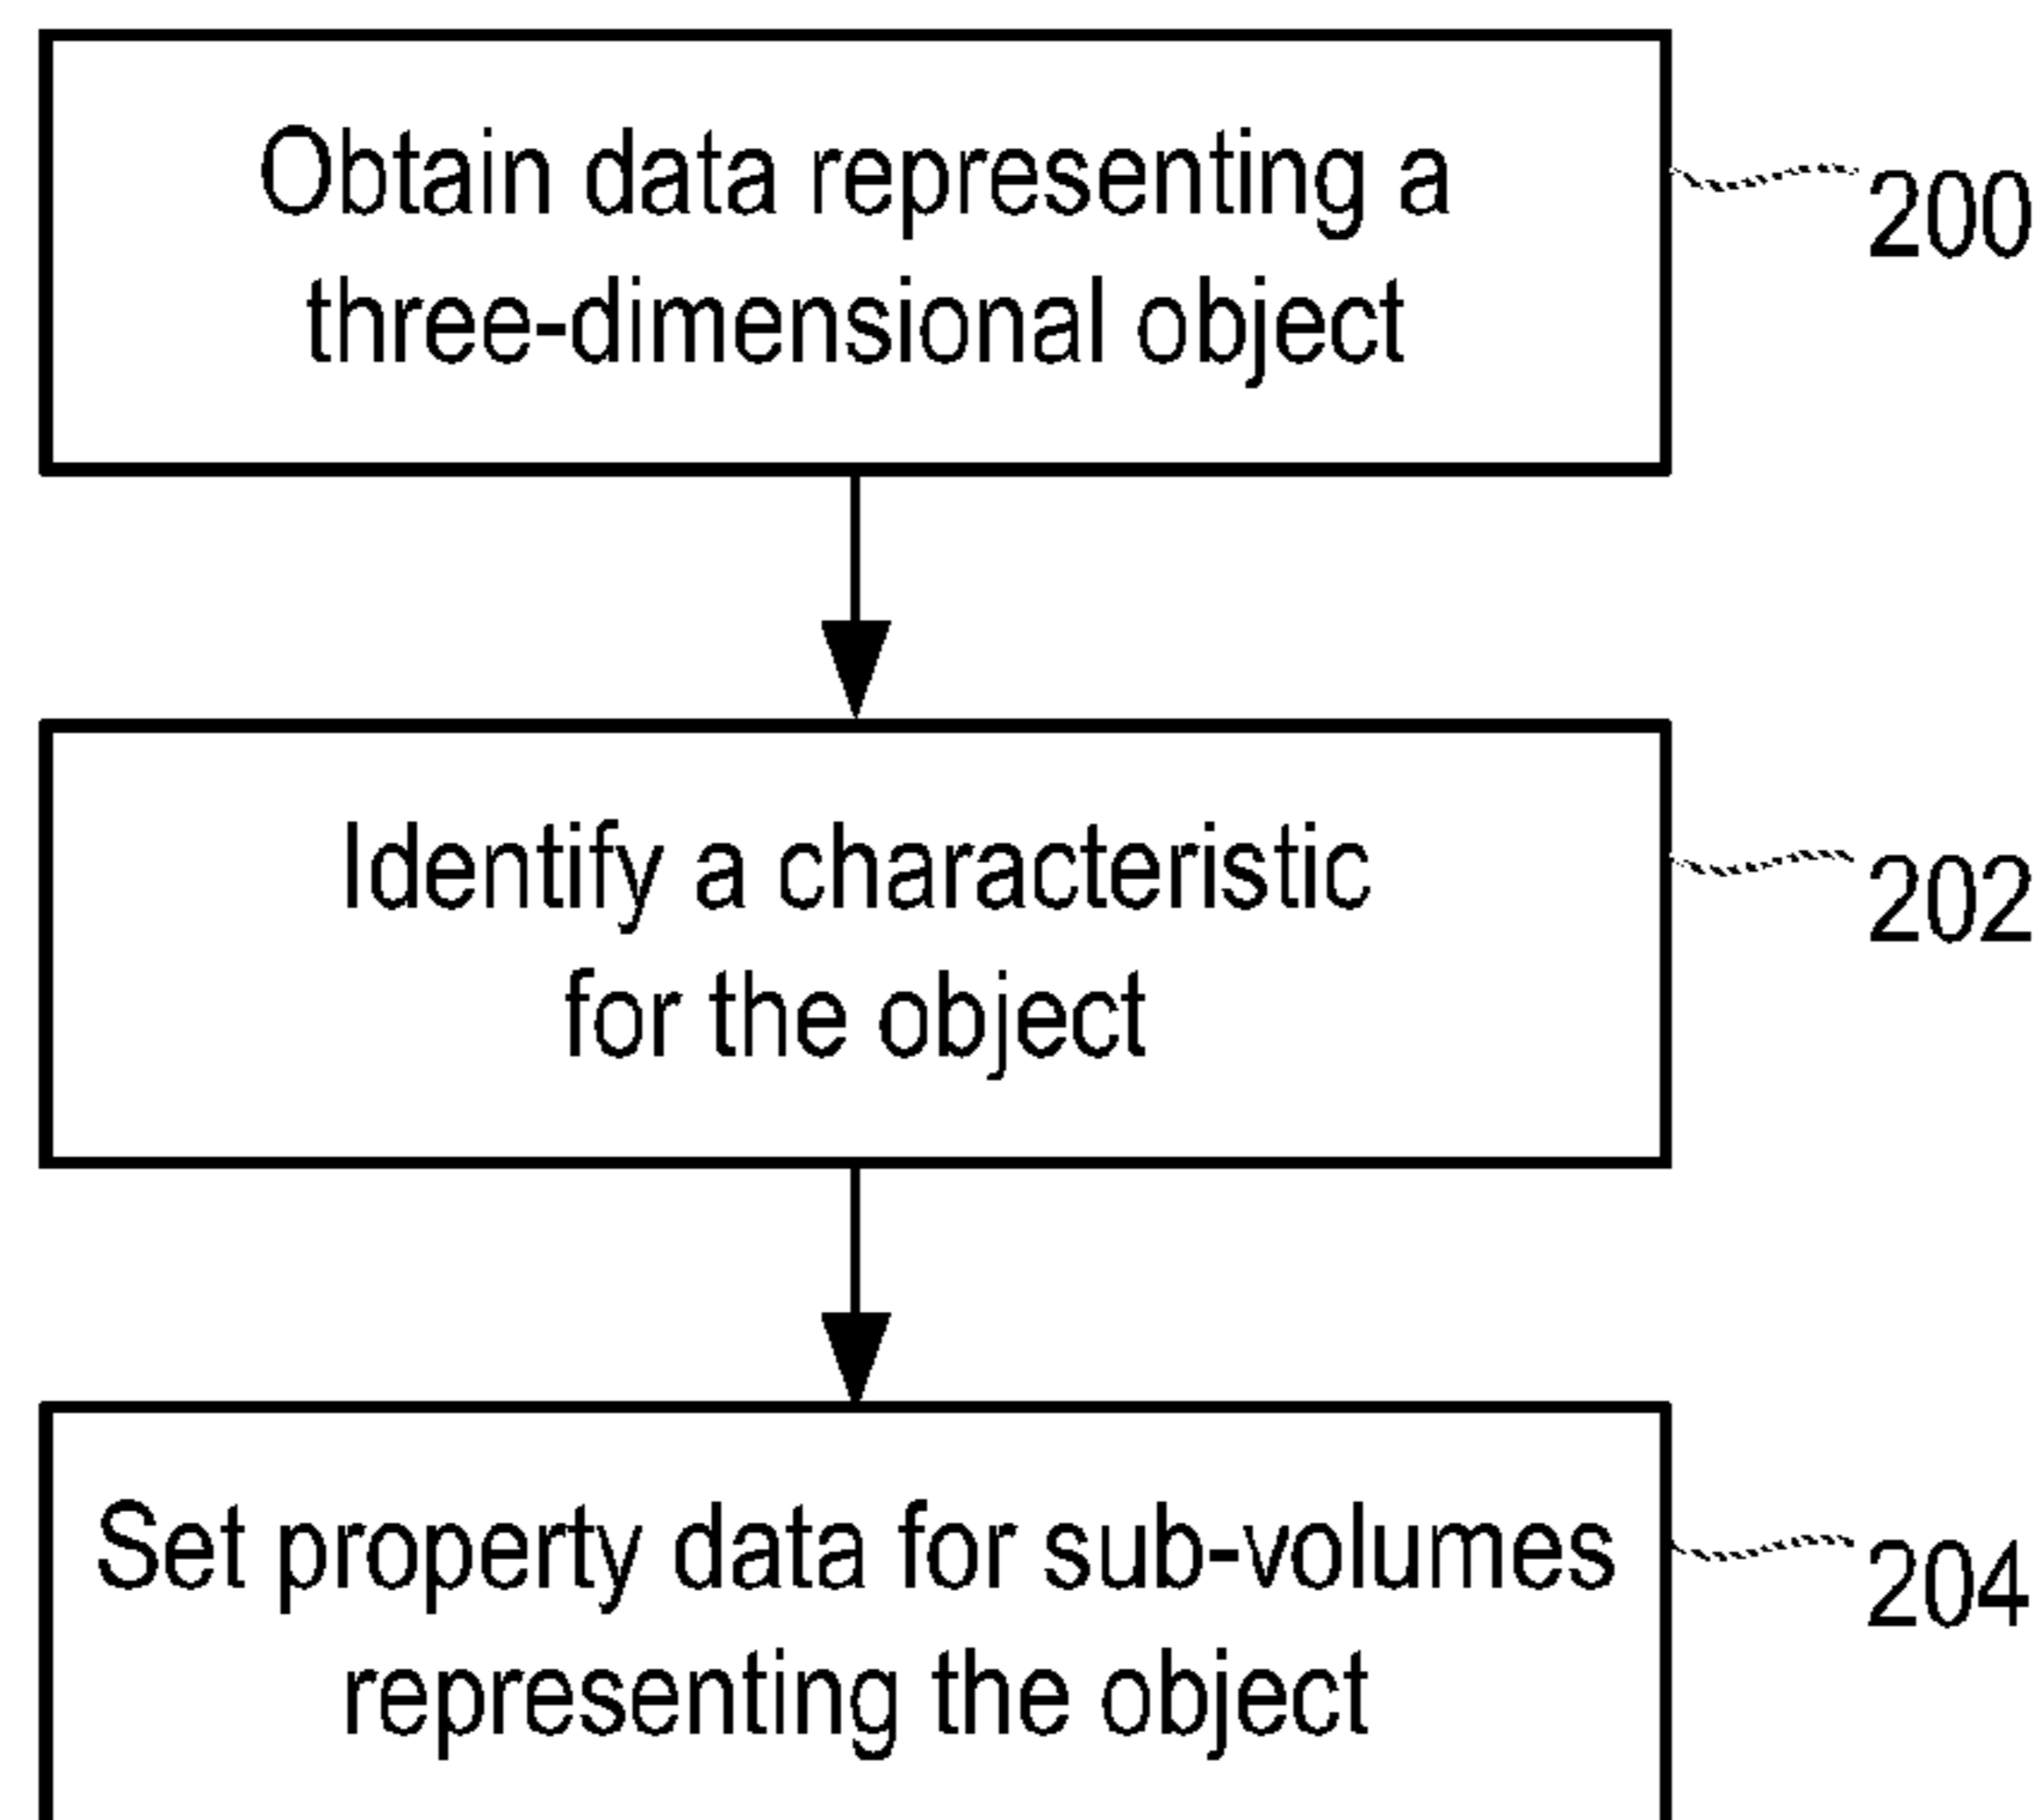 Obtain data representing a
three-dimensional object
200
Identify a characteristic
for the object
202
Set property data for sub-volumes
representing the object
204